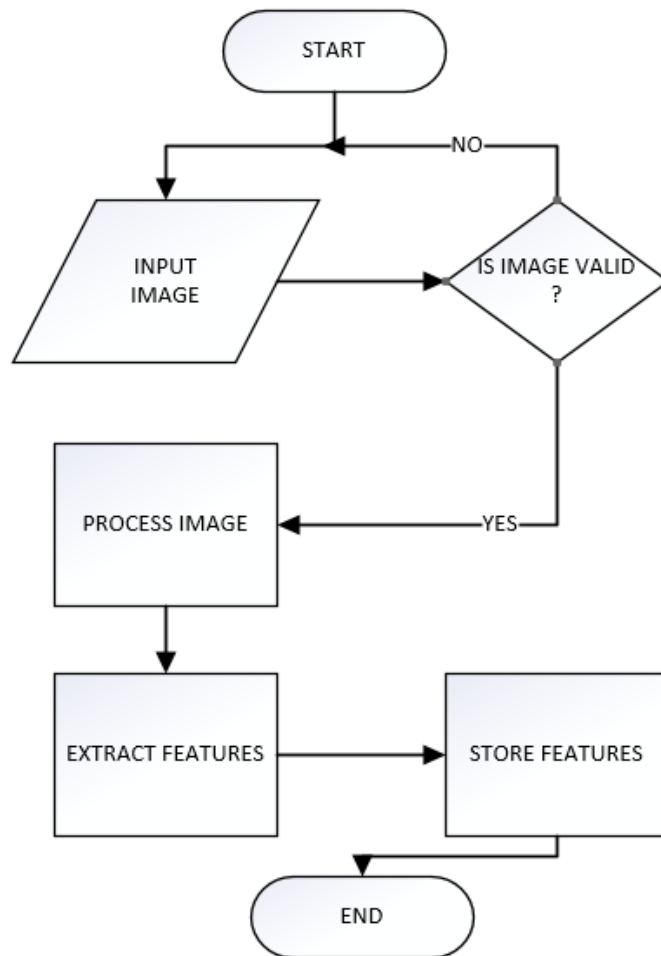 START
NO
INPUT
IMAGE
IS IMAGE VALID
?
PROCESS IMAGE
YES
EXTRACT FEATURES
STORE FEATURES
END